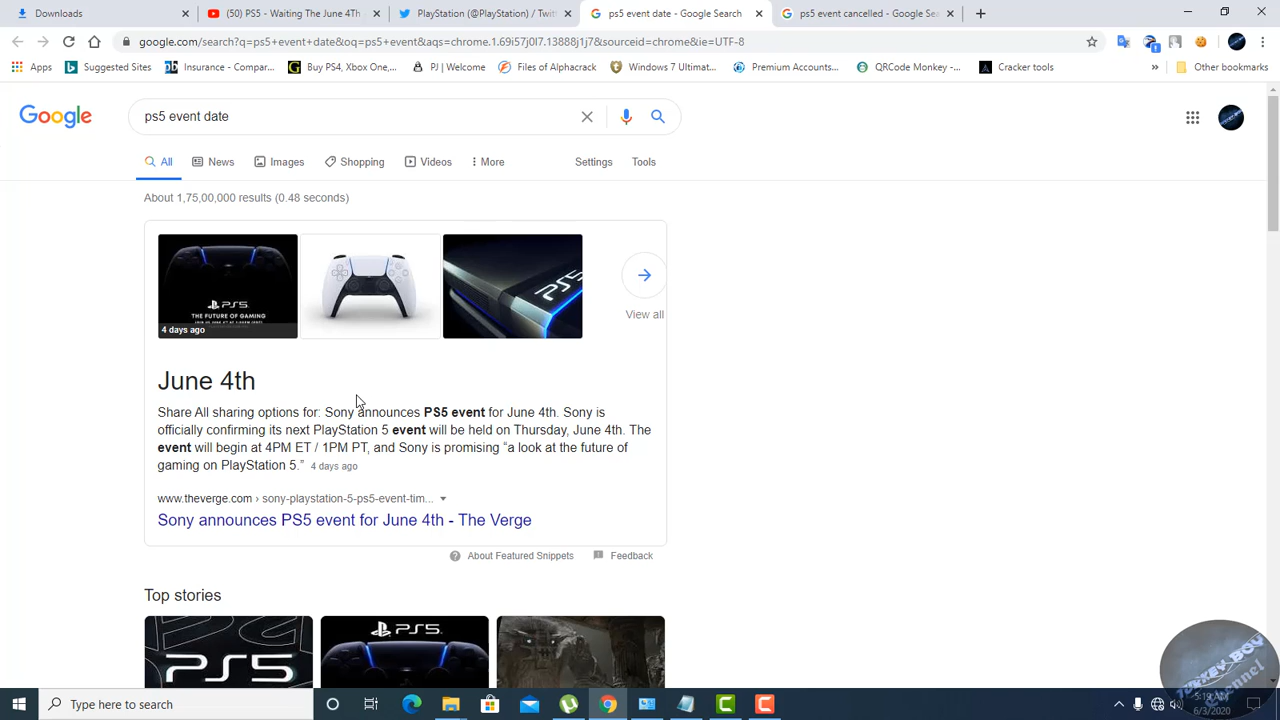 Downloads
(50) PS5 - Waiting The June 4Th
PlayStation (@PlayStation) / Twit
ps5 event date - Google Search
ps5 event cancelled - Google Sea
google.com/search?q=ps5+event+date&oq=ps5+event&aqs=chrome.1.69i57j0l7.13888j1j7&sourceid=chrome&ie=UTF-8
Apps
Suggested Sites
Insurance - Compar...
Buy PS4, Xbox One,...
PJ | Welcome
Files of Alphacrack
Windows 7 Ultimat...
Premium Accounts...
QRCode Monkey -...
Cracker tools
»
Other bookmarks
Google
ps5 event date
All
News
Images
Shopping
Videos
More
Settings
Tools
About 1,75,00,000 results (0.48 seconds)
PS5
THE FUTURE OF GAMING
4 days ago
PS5
View all
June 4th
Share All sharing options for: Sony announces PS5 event for June 4th. Sony is
officially confirming its next PlayStation 5 event will be held on Thursday, June 4th. The
event will begin at 4PM ET / 1PM PT, and Sony is promising “a look at the future of
gaming on PlayStation 5.” 4 days ago
www.theverge.com › sony-playstation-5-ps5-event-tim...
Sony announces PS5 event for June 4th - The Verge
About Featured Snippets
Feedback
Top stories
PS5
PS5
Channel
Type here to search
6/3/2020